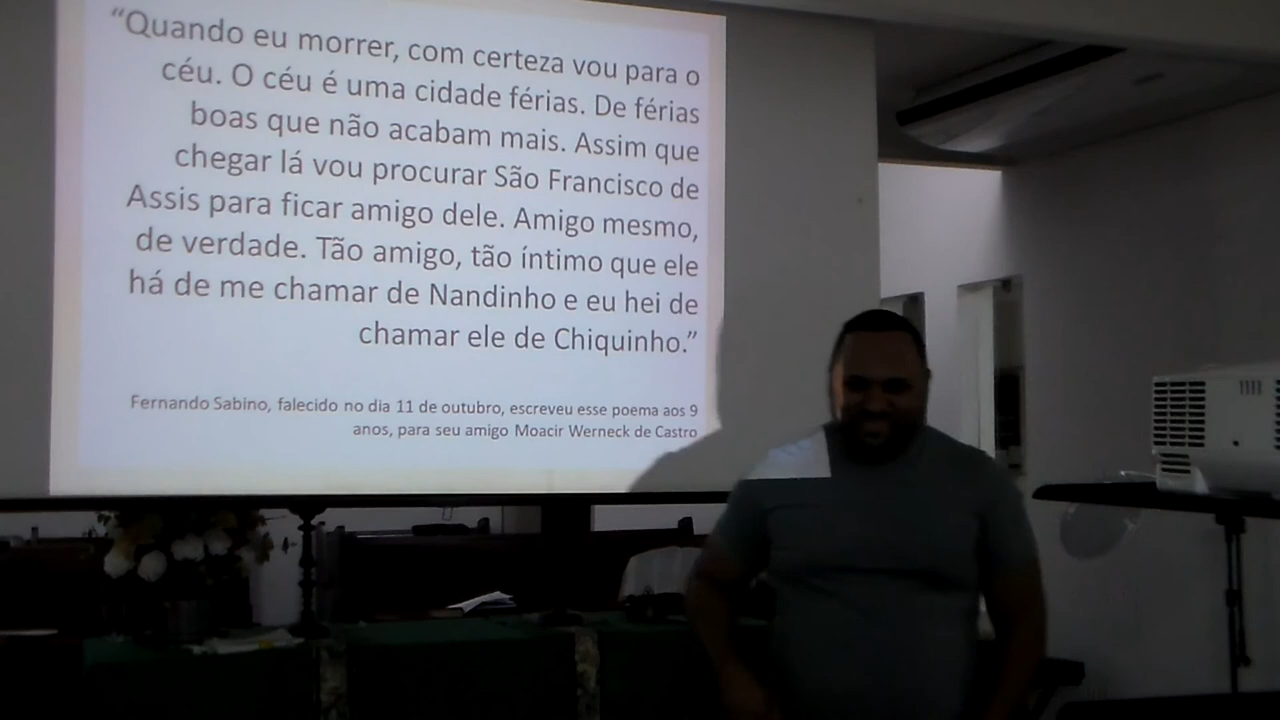 “Quando eu morrer, com certeza vou para o
céu. O céu é uma cidade férias. De férias
boas que não acabam mais. Assim que
chegar lá vou procurar São Francisco de
Assis para ficar amigo dele. Amigo mesmo,
de verdade. Tão amigo, tão íntimo que ele
há de me chamar de Nandinho e eu hei de
chamar ele de Chiquinho.”
Fernando Sabino, falecido no dia 11 de outubro, escreveu esse poema aos 9
anos, para seu amigo Moacir Werneck de Castro